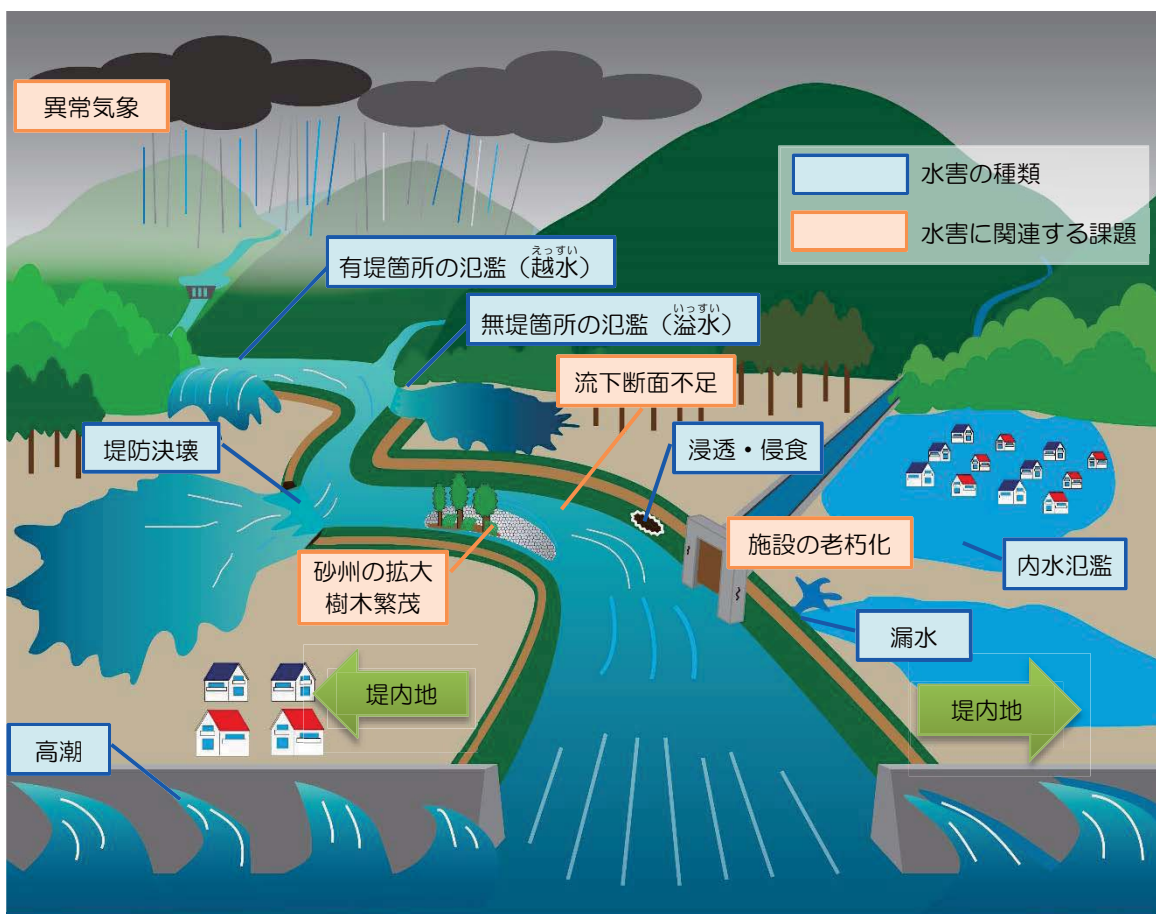 異常気象
水害の種類
水害に関連する課題
えっすい
有堤箇所の氾濫（越水）
いっすい
無堤箇所の氾濫（溢水）
流下断面不足
堤防決壊
浸透・侵食
砂州の拡大
樹木繁茂
施設の老朽化
内水氾濫
漏水
堤内地
堤内地
高潮